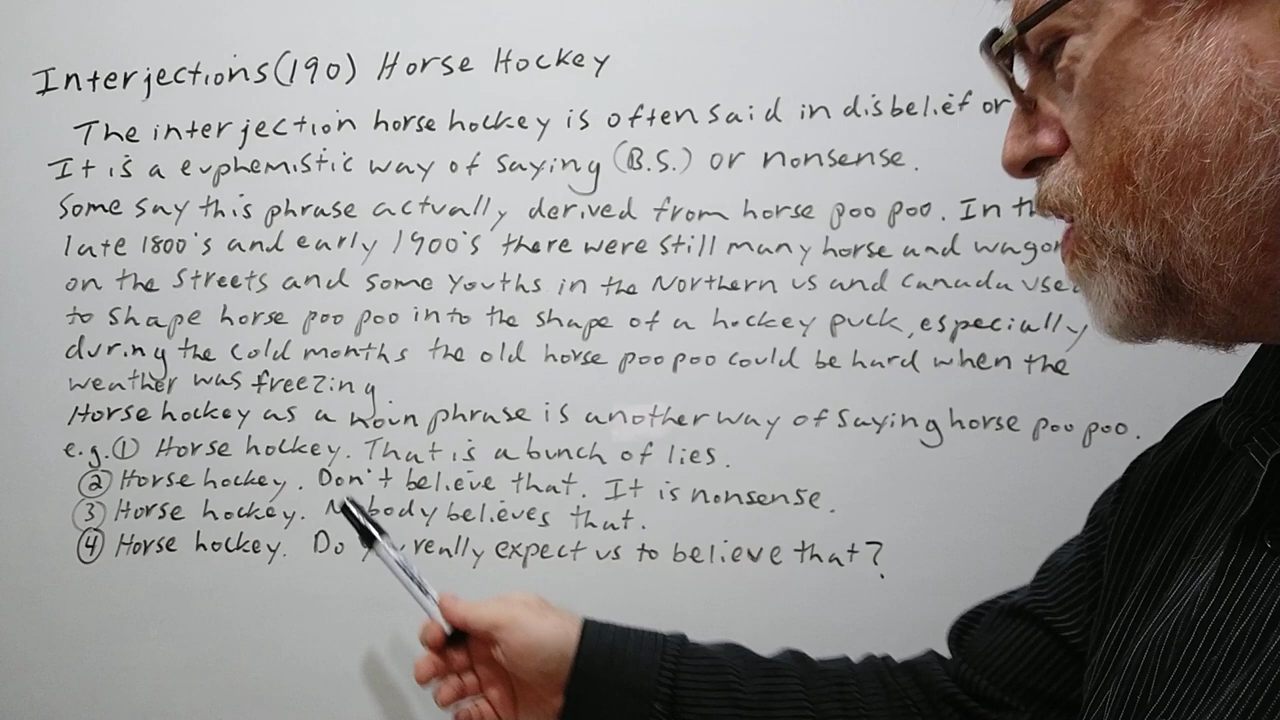 Interjections(190) Horse Hockey
The interjection horse hockey is often said in disbelief or
It is a euphemistic way of saying (B.S.) or nonsense.
Some say this phrase actually derived from horse poo poo. In
late 1800's and early 1900's there were still many horse and
on the streets and some youths in the Northern US and Canada
to shape horse poo poo into the shape of a hockey puck, especially
during the cold months the old horse poo poo could be hard when the
weather was freezing.
Horse hockey as a noun phrase is another way of saying horse poo poo.
e.g. ① Horse hockey. That is a bunch of lies.
② Horse hockey. Don't believe that. It is nonsense.
③ Horse hockey. Nobody believes that.
④ Horse hockey. Do really expect us to believe that?